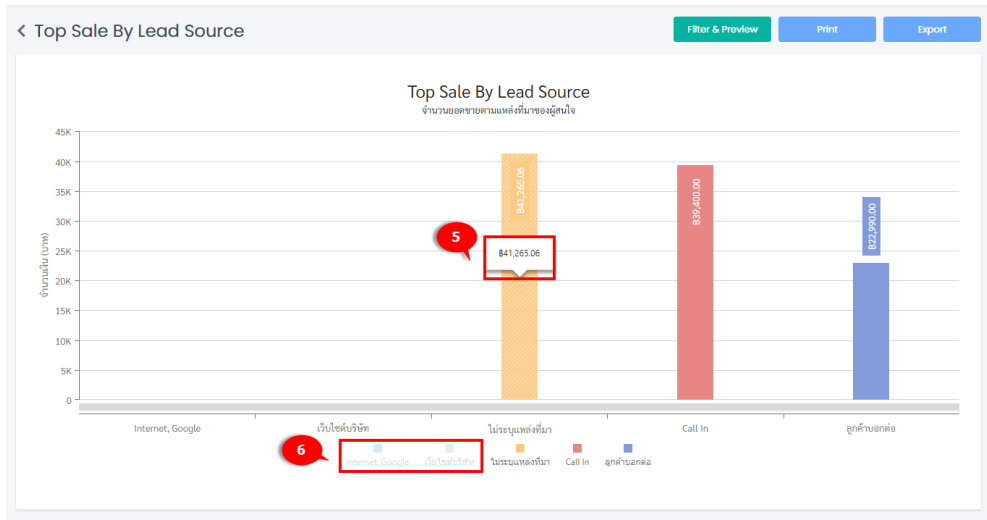 Top Sale By Lead Source
Filter & Preview
Print
Export
Top Sale By Lead Source
จำนวนยอดขายตามแหล่งที่มาของผู้สนใจ
จำนวนเงิน (บาท)
45K
40K
35K
30K
25K
20K
15K
10K
5K
0
฿41,265.06
฿39,400.00
฿22,990.00
5
฿41,265.06
Internet, Google
เว็บไซต์บริษัท
ไม่ระบุแหล่งที่มา
Call In
ลูกค้าบอกต่อ
6
Internet, Google
เว็บไซต์บริษัท
ไม่ระบุแหล่งที่มา
Call In
ลูกค้าบอกต่อ